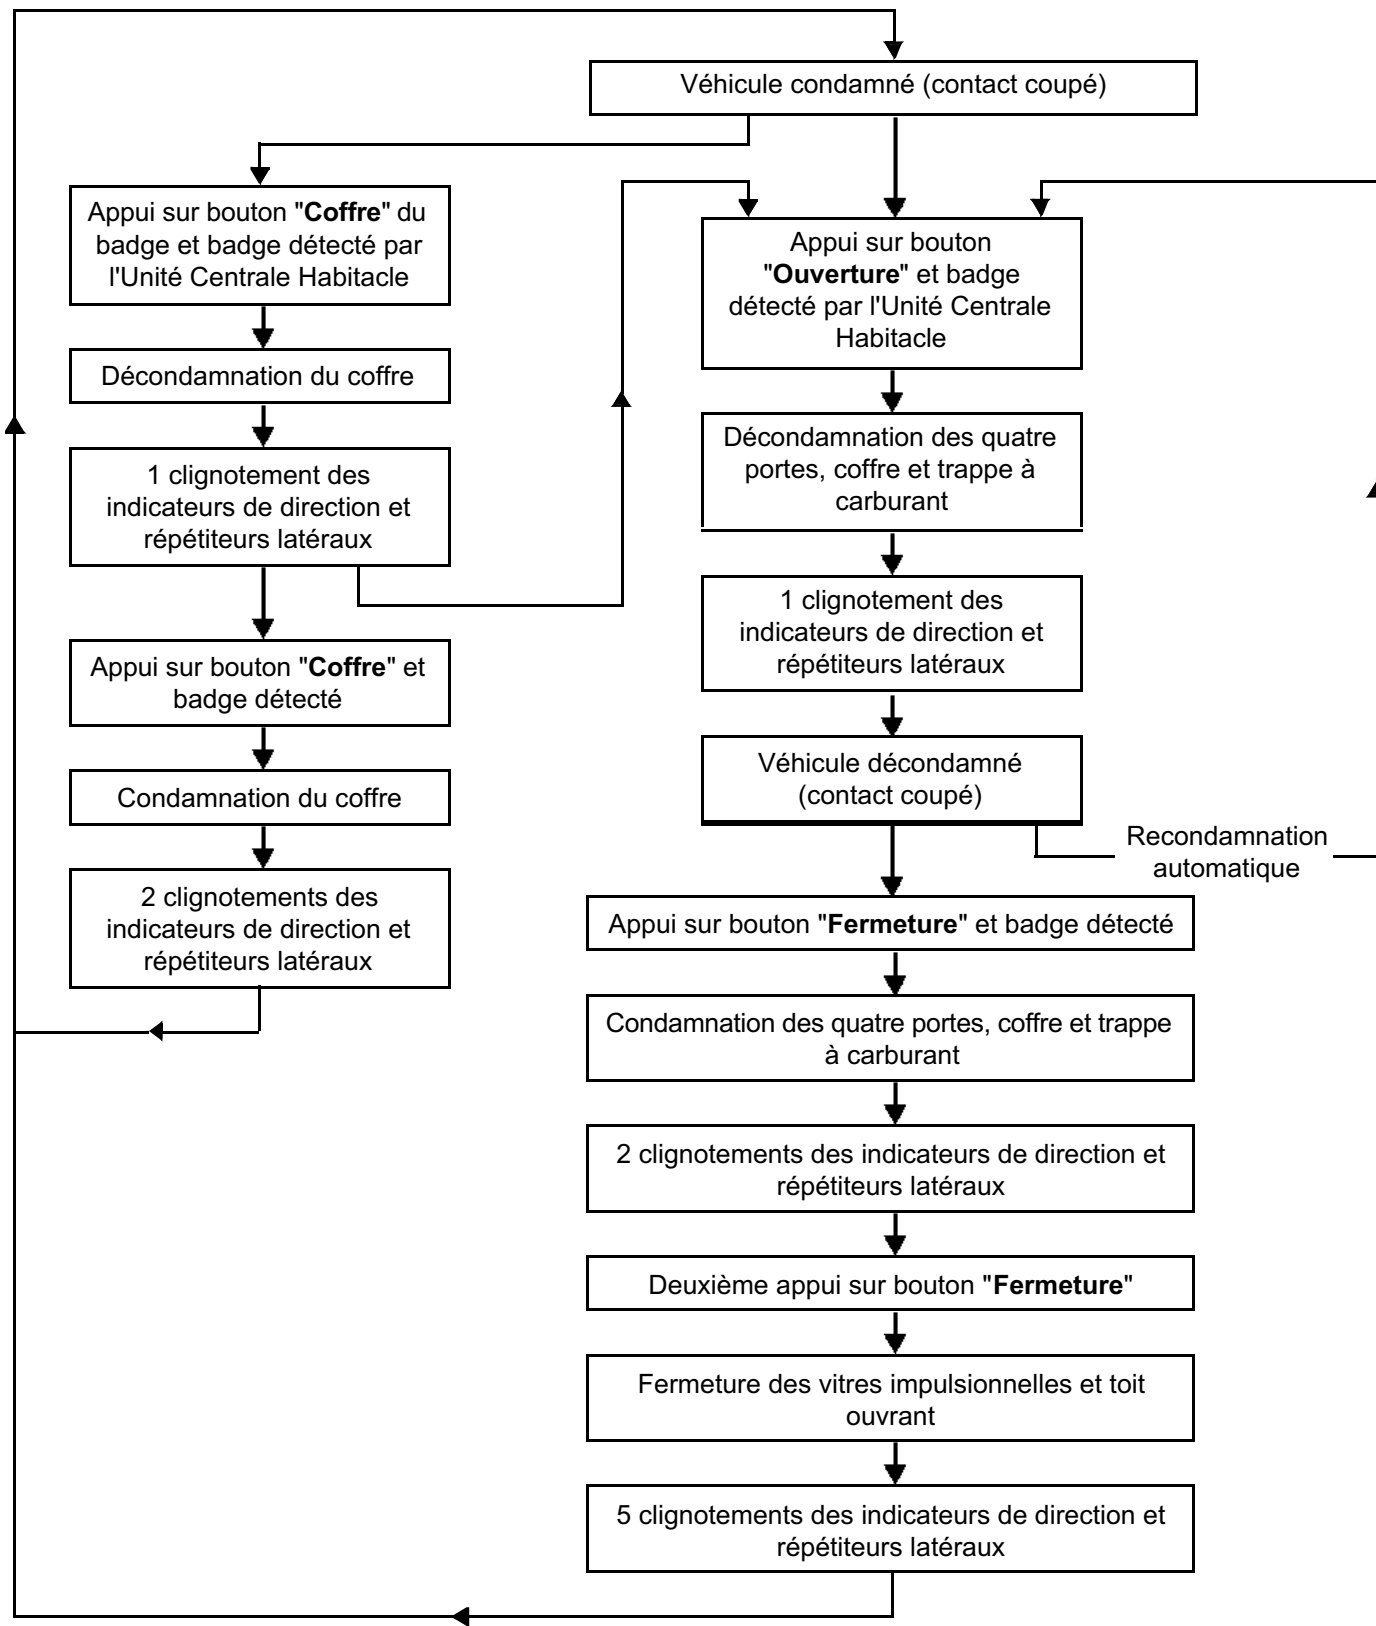 Véhicule condamné (contact coupé)
Appui sur bouton "Coffre" du
badge et badge détecté par
l'Unité Centrale Habitacle
Décondamnation du coffre
1 clignotement des
indicateurs de direction et
répétiteurs latéraux
Appui sur bouton "Coffre" et
badge détecté
Condamnation du coffre
2 clignotements des
indicateurs de direction et
répétiteurs latéraux
Appui sur bouton
"Ouverture" et badge
détecté par l'Unité Centrale
Habitacle
Décondamnation des quatre
portes, coffre et trappe à
carburant
1 clignotement des
indicateurs de direction et
répétiteurs latéraux
Véhicule décondamné
(contact coupé)
Recondamnation
automatique
Appui sur bouton "Fermeture" et badge détecté
Condamnation des quatre portes, coffre et trappe
à carburant
2 clignotements des indicateurs de direction et
répétiteurs latéraux
Deuxième appui sur bouton "Fermeture"
Fermeture des vitres impulsionnelles et toit
ouvrant
5 clignotements des indicateurs de direction et
répétiteurs latéraux